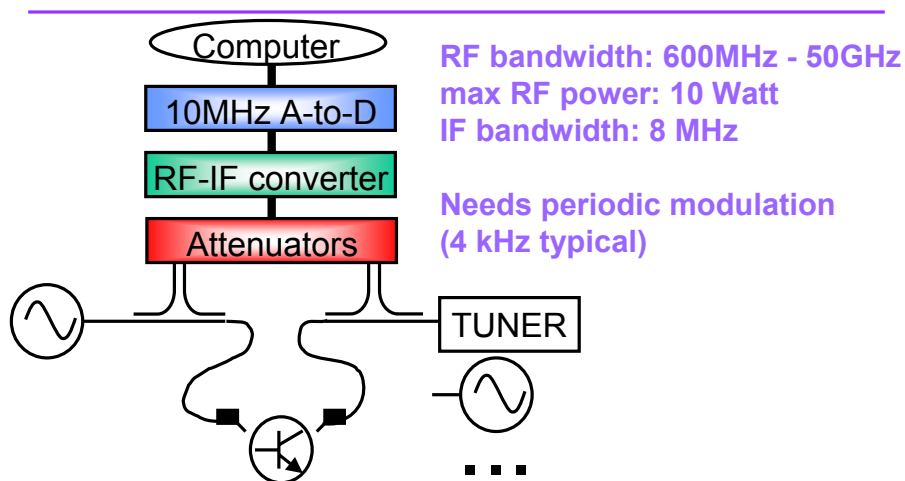 Computer
10MHz A-to-D
RF-IF converter
Attenuators
TUNER
RF bandwidth: 600MHz - 50GHz
max RF power: 10 Watt
IF bandwidth: 8 MHz
Needs periodic modulation
(4 kHz typical)
. . .